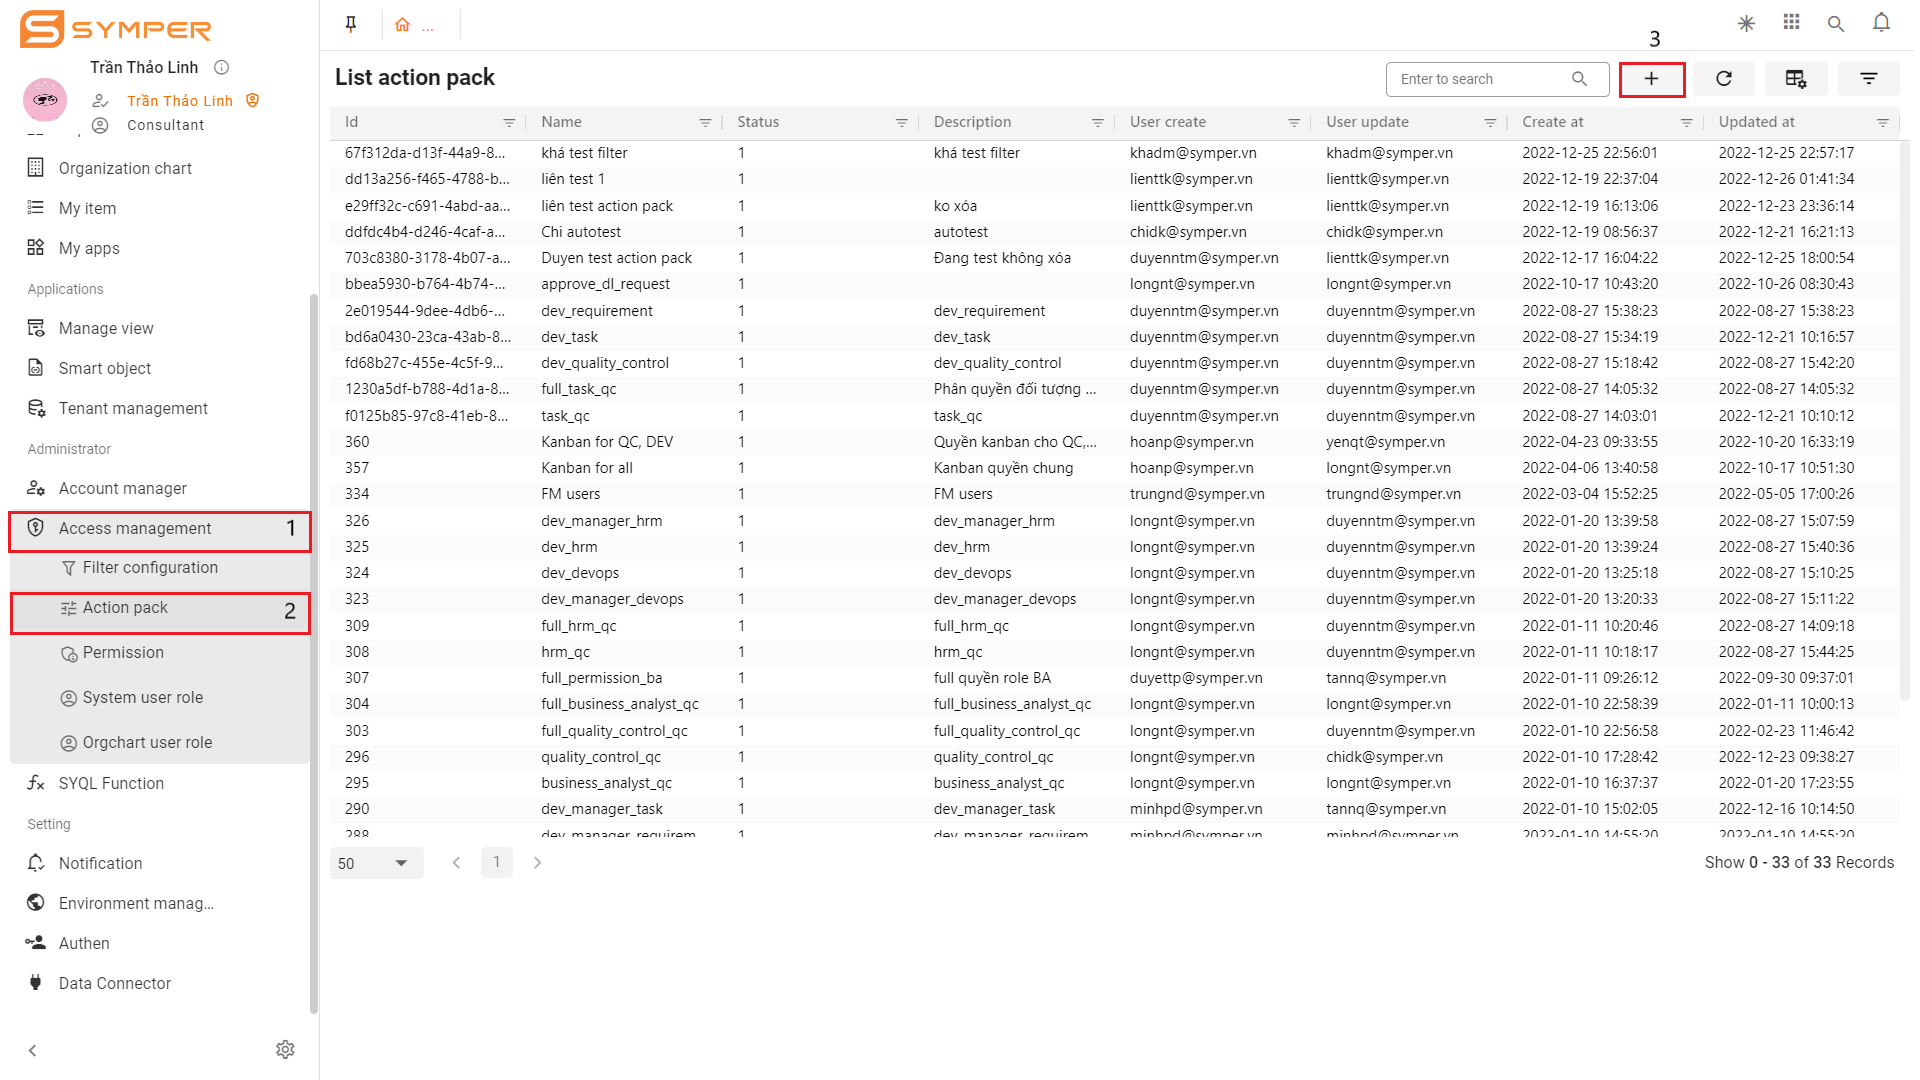 SYMPER
Trần Thảo Linh
Trần Thảo Linh
Consultant
Organization chart
My item
My apps
Applications
Manage view
Smart object
Tenant management
Administrator
Account manager
Access management 1
Filter configuration
Action pack 2
Permission
System user role
Orgchart user role
SYQL Function
Setting
Notification
Environment manag...
Authen
Data Connector
...
3
List action pack
Enter to search
Id Name Status Description User create User update Create at Updated at
67f312da-d13f-44a9-8... khá test filter 1 khá test filter khadm@symper.vn khadm@symper.vn 2022-12-25 22:56:01 2022-12-25 22:57:17
dd13a256-f465-4788-b... liên test 1 1 lienttk@symper.vn lienttk@symper.vn 2022-12-19 22:37:04 2022-12-26 01:41:34
e29ff32c-c691-4abd-aa... liên test action pack 1 ko xóa lienttk@symper.vn lienttk@symper.vn 2022-12-19 16:13:06 2022-12-23 23:36:14
ddfdc4b4-d246-4caf-a... Chi autotest 1 autotest chidk@symper.vn chidk@symper.vn 2022-12-19 08:56:37 2022-12-21 16:21:13
703c8380-3178-4b07-a... Duyen test action pack 1 Đang test không xóa duyenntm@symper.vn lienttk@symper.vn 2022-12-17 16:04:22 2022-12-25 18:00:54
bbea5930-b764-4b74-... approve_dl_request 1 longnt@symper.vn longnt@symper.vn 2022-10-17 10:43:20 2022-10-26 08:30:43
2e019544-9dee-4db6-... dev_requirement 1 dev_requirement duyenntm@symper.vn duyenntm@symper.vn 2022-08-27 15:38:23 2022-08-27 15:38:23
bd6a0430-23ca-43ab-8... dev_task 1 dev_task duyenntm@symper.vn duyenntm@symper.vn 2022-08-27 15:34:19 2022-12-21 10:16:57
fd68b27c-455e-4c5f-9... dev_quality_control 1 dev_quality_control duyenntm@symper.vn duyenntm@symper.vn 2022-08-27 15:18:42 2022-08-27 15:42:20
1230a5df-b788-4d1a-8... full_task_qc 1 Phân quyền đối tượng ... duyenntm@symper.vn duyenntm@symper.vn 2022-08-27 14:05:32 2022-08-27 14:05:32
f0125b85-97c8-41eb-8... task_qc 1 task_qc duyenntm@symper.vn duyenntm@symper.vn 2022-08-27 14:03:01 2022-12-21 10:10:12
360 Kanban for QC, DEV 1 Quyền kanban cho QC,... hoanp@symper.vn yenqt@symper.vn 2022-04-23 09:33:55 2022-10-20 16:33:19
357 Kanban for all 1 Kanban quyền chung hoanp@symper.vn longnt@symper.vn 2022-04-06 13:40:58 2022-10-17 10:51:30
334 FM users 1 FM users trungnd@symper.vn trungnd@symper.vn 2022-03-04 15:52:25 2022-05-05 17:00:26
326 dev_manager_hrm 1 dev_manager_hrm longnt@symper.vn duyenntm@symper.vn 2022-01-20 13:39:58 2022-08-27 15:07:59
325 dev_hrm 1 dev_hrm longnt@symper.vn duyenntm@symper.vn 2022-01-20 13:39:24 2022-08-27 15:40:36
324 dev_devops 1 dev_devops longnt@symper.vn duyenntm@symper.vn 2022-01-20 13:25:18 2022-08-27 15:10:25
323 dev_manager_devops 1 dev_manager_devops longnt@symper.vn duyenntm@symper.vn 2022-01-20 13:20:33 2022-08-27 15:11:22
309 full_hrm_qc 1 full_hrm_qc longnt@symper.vn duyenntm@symper.vn 2022-01-11 10:20:46 2022-08-27 14:09:18
308 hrm_qc 1 hrm_qc longnt@symper.vn duyenntm@symper.vn 2022-01-11 10:18:17 2022-08-27 15:44:25
307 full_permission_ba 1 full quyền role BA duyettp@symper.vn tannq@symper.vn 2022-01-11 09:26:12 2022-09-30 09:37:01
304 full_business_analyst_qc 1 full_business_analyst_qc longnt@symper.vn longnt@symper.vn 2022-01-10 22:58:39 2022-01-11 10:00:13
303 full_quality_control_qc 1 full_quality_control_qc longnt@symper.vn duyenntm@symper.vn 2022-01-10 22:56:58 2022-02-23 11:46:42
296 quality_control_qc 1 quality_control_qc longnt@symper.vn chidk@symper.vn 2022-01-10 17:28:42 2022-12-23 09:38:27
295 business_analyst_qc 1 business_analyst_qc longnt@symper.vn longnt@symper.vn 2022-01-10 16:37:37 2022-01-20 17:23:55
290 dev_manager_task 1 dev_manager_task minhpd@symper.vn tannq@symper.vn 2022-01-10 15:02:05 2022-12-16 10:14:50
288 dev_manager_requirem 1 dev_manager_requirem minhpd@symper.vn minhpd@symper.vn 2022-01-10 14:55:20 2022-01-10 14:55:20
50 1 Show 0 - 33 of 33 Records